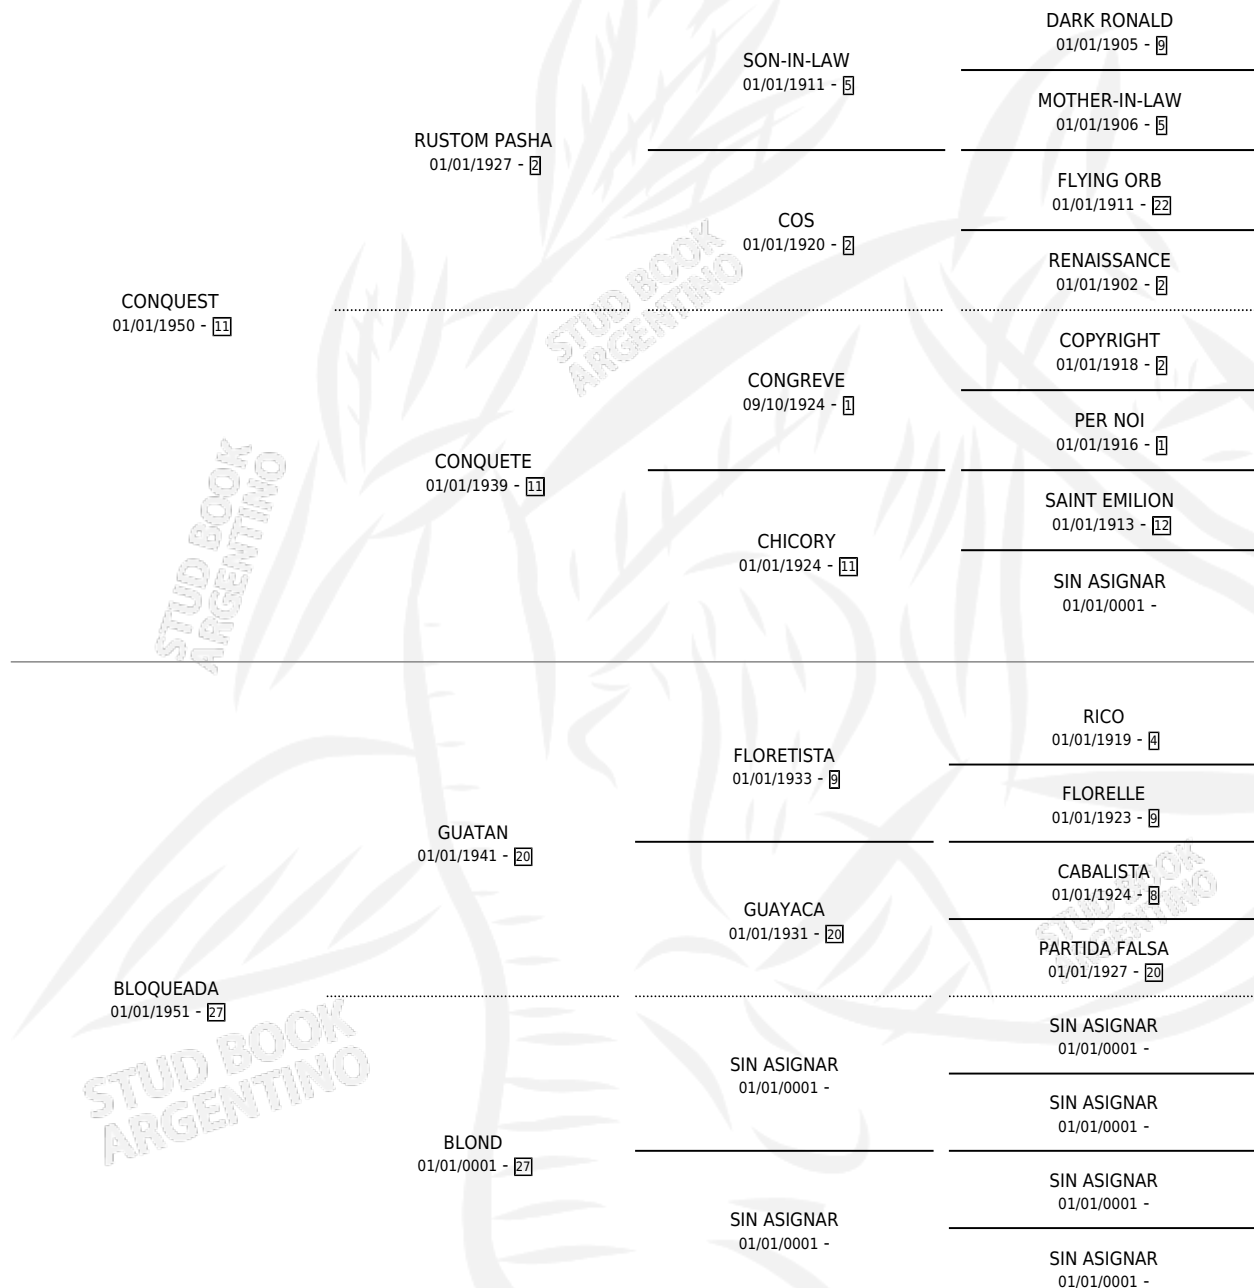 CONQUEST
01/01/1950 - 11
RUSTOM PASHA
01/01/1927 - 2
SON-IN-LAW
01/01/1911 - 5
DARK RONALD
01/01/1905 - 9
MOTHER-IN-LAW
01/01/1906 - 5
COS
01/01/1920 - 2
FLYING ORB
01/01/1911 - 22
RENAISSANCE
01/01/1902 - 2
CONQUETE
01/01/1939 - 11
CONGREVE
09/10/1924 - 1
COPYRIGHT
01/01/1918 - 2
PER NOI
01/01/1916 - 1
CHICORY
01/01/1924 - 11
SAINT EMILION
01/01/1913 - 12
SIN ASIGNAR
01/01/0001 -
BLOQUEADA
01/01/1951 - 27
GUATAN
01/01/1941 - 20
FLORETISTA
01/01/1933 - 9
RICO
01/01/1919 - 4
FLORELLE
01/01/1923 - 9
GUAYACA
01/01/1931 - 20
CABALISTA
01/01/1924 - 8
PARTIDA FALSA
01/01/1927 - 20
BLOND
01/01/0001 - 27
SIN ASIGNAR
01/01/0001 -
SIN ASIGNAR
01/01/0001 -
SIN ASIGNAR
01/01/0001 -
SIN ASIGNAR
01/01/0001 -
SIN ASIGNAR
01/01/0001 -
SIN ASIGNAR
01/01/0001 -
STUD BOOK
ARGENTINO
STUD BOOK
ARGENTINO
STUD BOOK
ARGENTINO
STUD BOOK
ARGENTINO